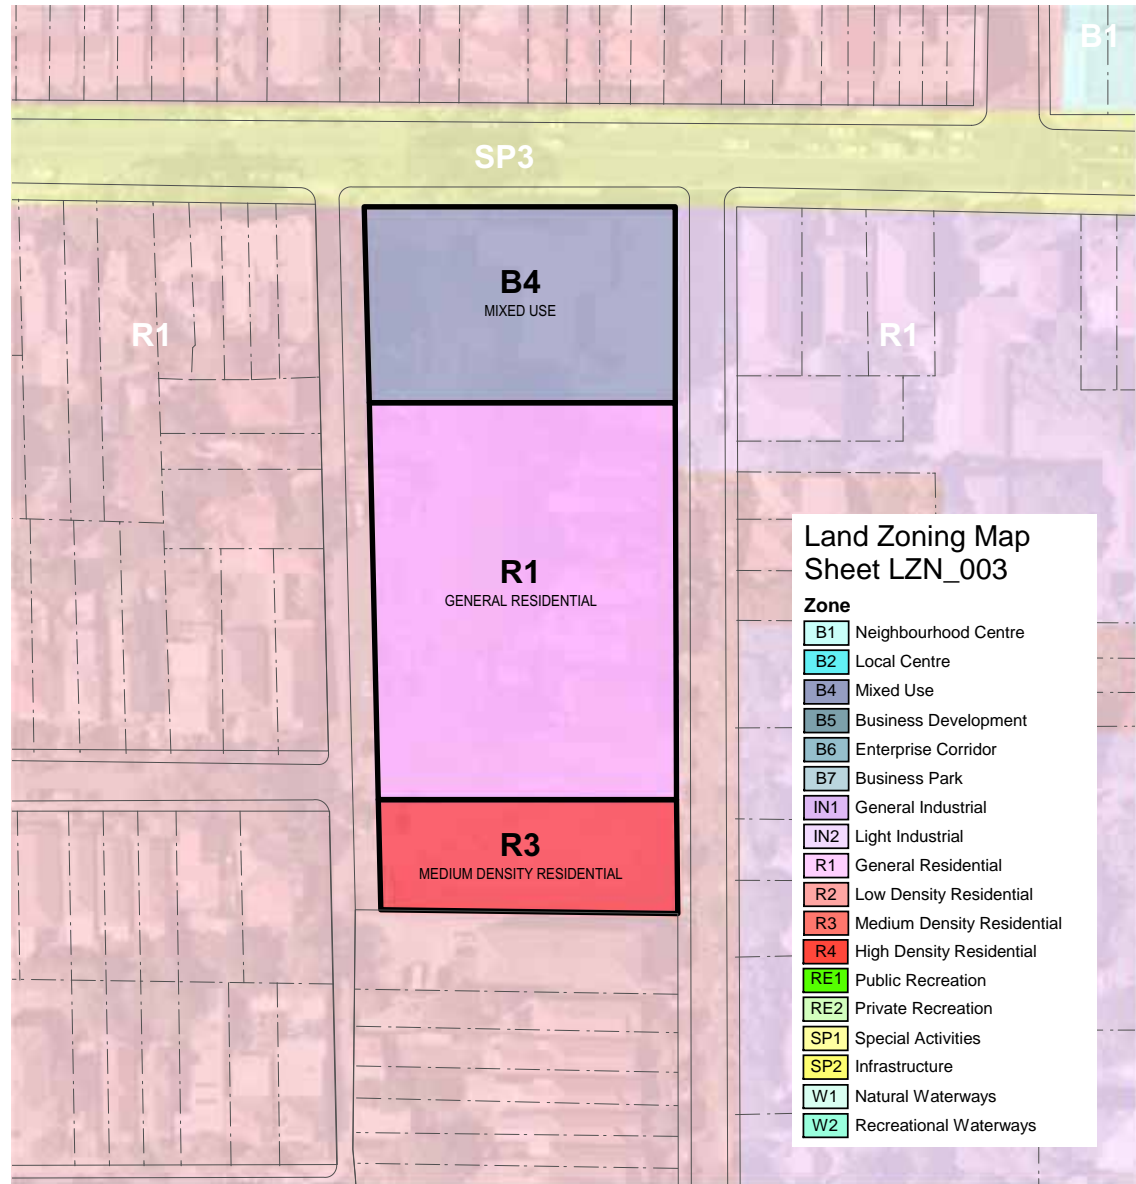 B1
SP3
B4
MIXED USE
R1
R1
R1
GENERAL RESIDENTIAL
R3
MEDIUM DENSITY RESIDENTIAL
Land Zoning Map
Sheet LZN_003
Zone
B1 Neighbourhood Centre
B2 Local Centre
B4 Mixed Use
B5 Business Development
B6 Enterprise Corridor
B7 Business Park
IN1 General Industrial
IN2 Light Industrial
R1 General Residential
R2 Low Density Residential
R3 Medium Density Residential
R4 High Density Residential
RE1 Public Recreation
RE2 Private Recreation
SP1 Special Activities
SP2 Infrastructure
W1 Natural Waterways
W2 Recreational Waterways